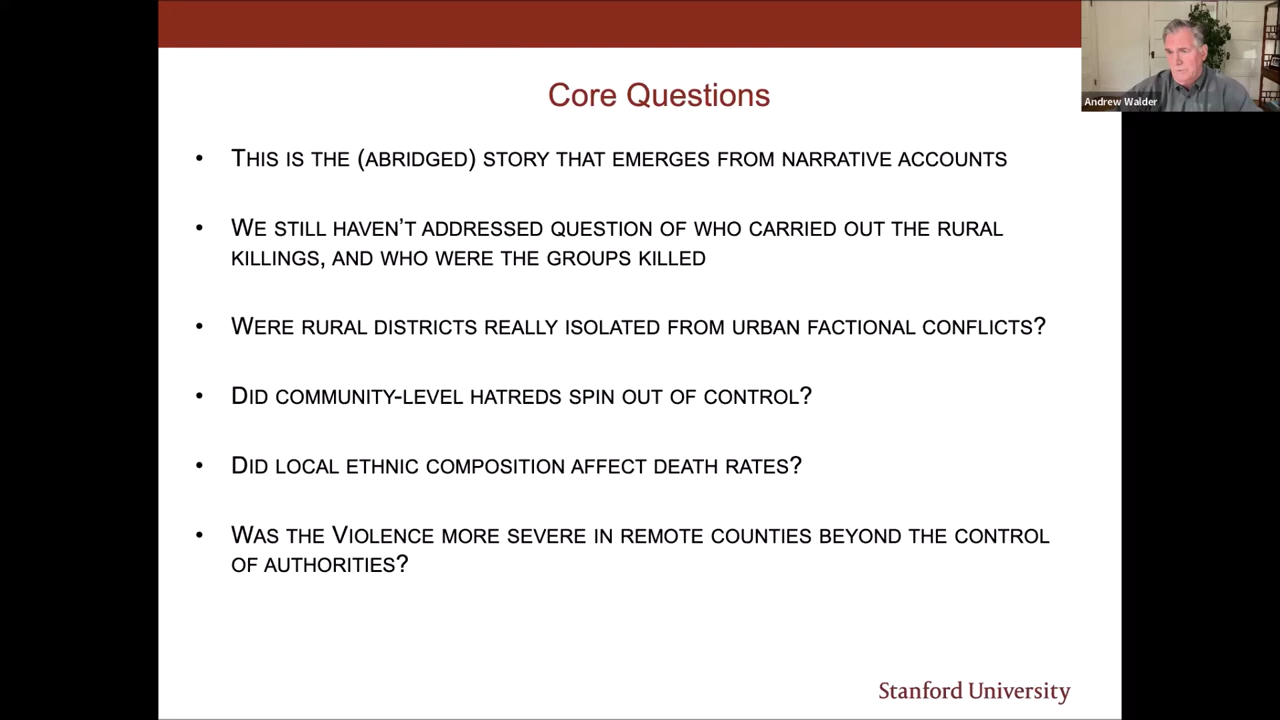 Core Questions
Andrew Walder
• This is the (abridged) story that emerges from narrative accounts
• We still haven’t addressed question of who carried out the rural
killings, and who were the groups killed
• Were rural districts really isolated from urban factional conflicts?
• Did community-level hatreds spin out of control?
• Did local ethnic composition affect death rates?
• Was the Violence more severe in remote counties beyond the control
of authorities?
Stanford University